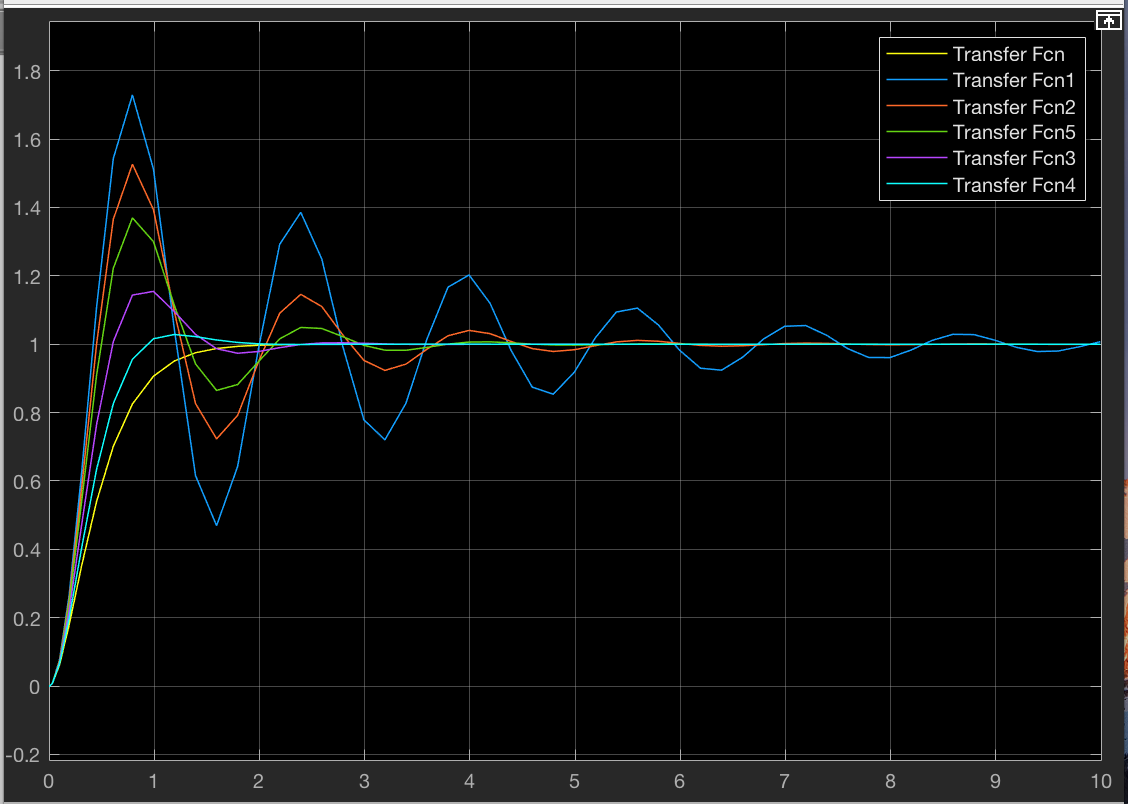 Transfer Fcn
Transfer Fcn1
Transfer Fcn2
Transfer Fcn5
Transfer Fcn3
Transfer Fcn4
1.8
1.6
1.4
1.2
1
0.8
0.6
0.4
0.2
0
-0.2
0 1 2 3 4 5 6 7 8 9 10